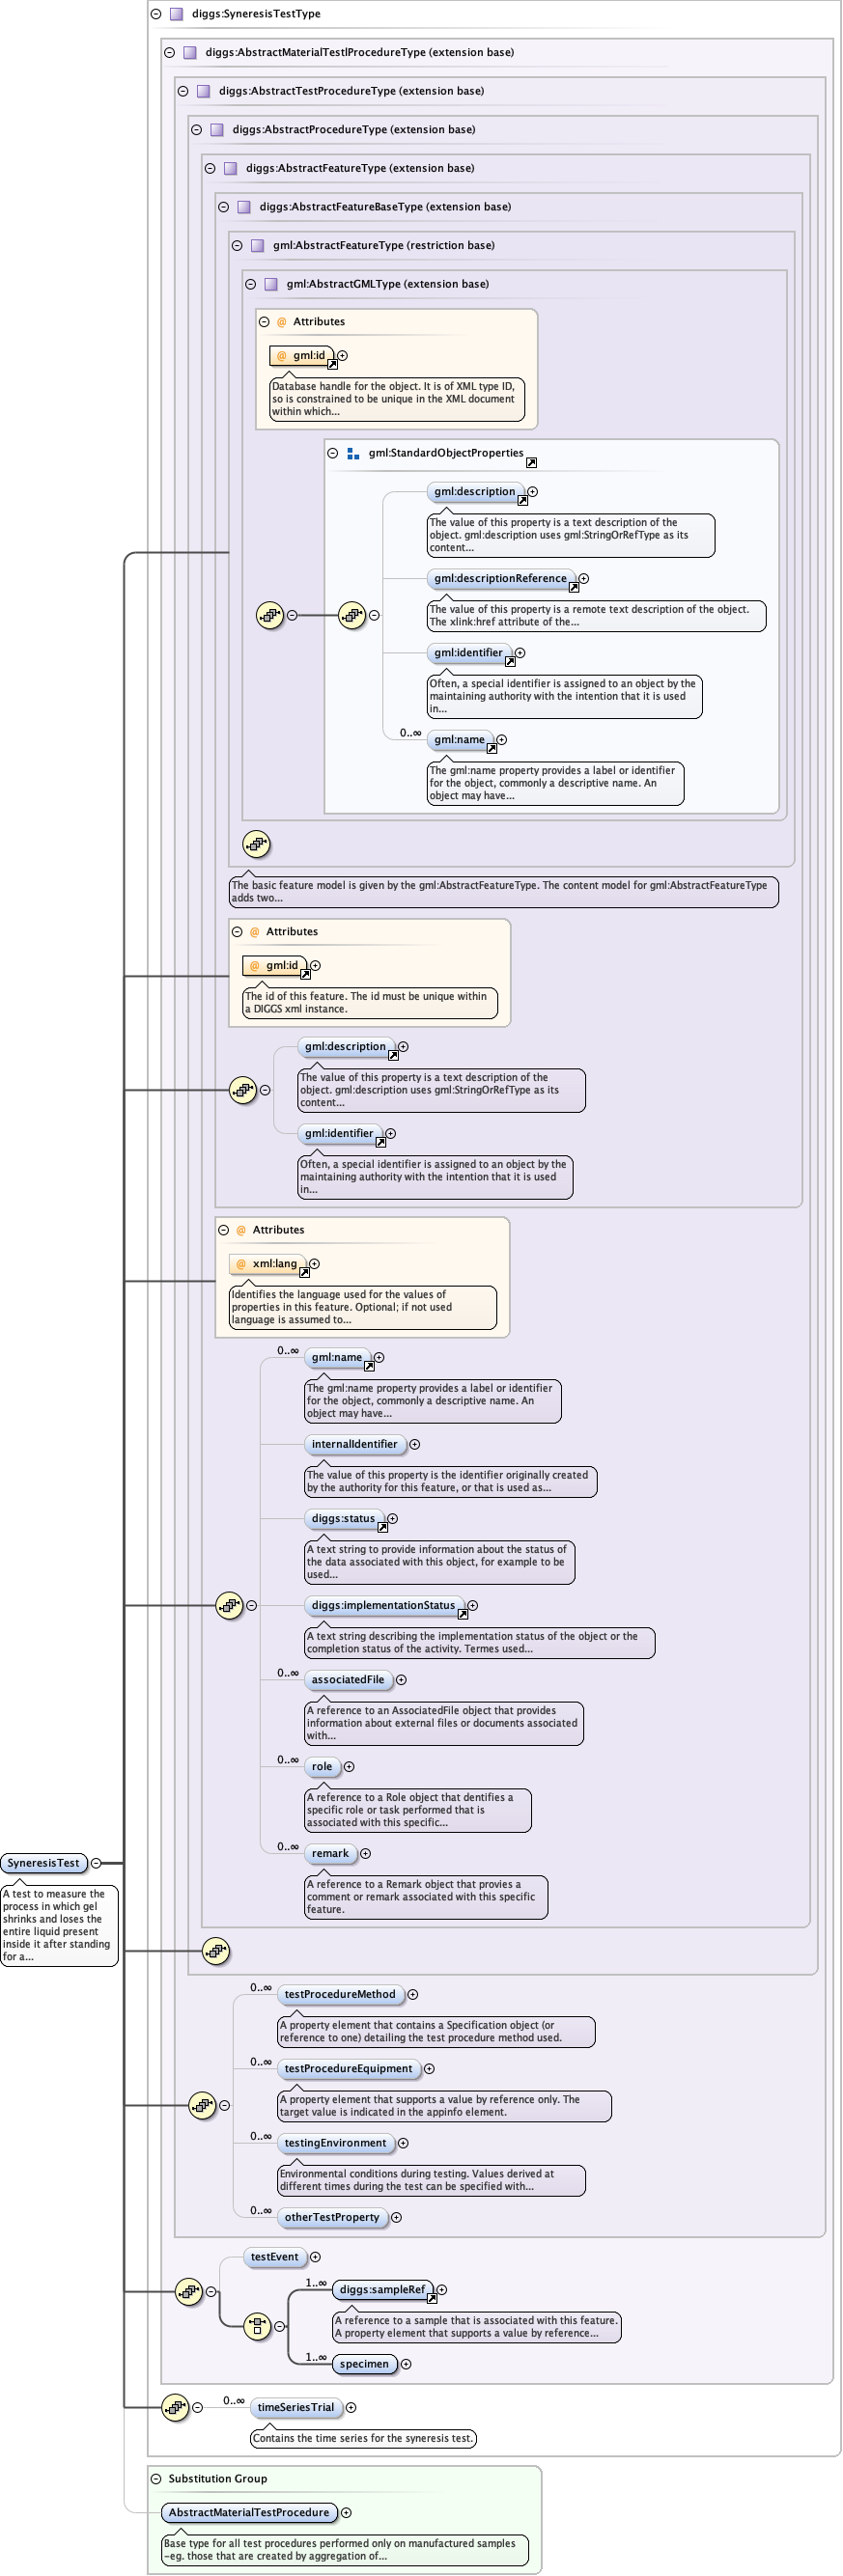 diggs:SyneresisTestType
diggs:AbstractMaterialTestlProcedureType (extension base)
diggs:AbstractTestProcedureType (extension base)
diggs:AbstractProcedureType (extension base)
diggs:AbstractFeatureType (extension base)
diggs:AbstractFeatureBaseType (extension base)
gml:AbstractFeatureType (restriction base)
gml:AbstractGMLType (extension base)
@ Attributes
@ gml:id
Database handle for the object. It is of XML type ID,
so is constrained to be unique in the XML document
within which...
gml:StandardObjectProperties
gml:description
The value of this property is a text description of the
object. gml:description uses gml:StringOrRefType as its
content...
gml:descriptionReference
The value of this property is a remote text description of the object.
The xlink:href attribute of the...
gml:identifier
Often, a special identifier is assigned to an object by the
maintaining authority with the intention that it is used
in...
0..∞ gml:name
The gml:name property provides a label or identifier
for the object, commonly a descriptive name. An
object may have...
The basic feature model is given by the gml:AbstractFeatureType. The content model for gml:AbstractFeatureType
adds two...
@ Attributes
@ gml:id
The id of this feature. The id must be unique within
a DIGGS xml instance.
gml:description
The value of this property is a text description of the
object. gml:description uses gml:StringOrRefType as its
content...
gml:identifier
Often, a special identifier is assigned to an object by the
maintaining authority with the intention that it is used
in...
@ Attributes
@ xml:lang
Identifies the language used for the values of
properties in this feature. Optional; if not used
language is assumed to...
0..∞ gml:name
The gml:name property provides a label or identifier
for the object, commonly a descriptive name. An
object may have...
internalIdentifier
The value of this property is the identifier originally created
by the authority for this feature, or that is used as...
diggs:status
A text string to provide information about the status of
the data associated with this object, for example to be
used...
diggs:implementationStatus
A text string describing the implementation status of the object or the
completion status of the activity. Termes used...
0..∞ associatedFile
A reference to an AssociatedFile object that provides
information about external files or documents associated
with...
0..∞ role
A reference to a Role object that dentifies a
specific role or task performed that is
associated with this specific...
0..∞ remark
A reference to a Remark object that provies a
comment or remark associated with this specific
feature.
SyneresisTest
A test to measure the
process in which gel
shrinks and loses the
entire liquid present
inside it after standing
for a...
0..∞ testProcedureMethod
A property element that contains a Specification object (or
reference to one) detailing the test procedure method used.
0..∞ testProcedureEquipment
A property element that supports a value by reference only. The
target value is indicated in the appinfo element.
0..∞ testingEnvironment
Environmental conditions during testing. Values derived at
different times during the test can be specified with...
0..∞ otherTestProperty
testEvent
1..∞ diggs:sampleRef
A reference to a sample that is associated with this feature.
A property element that supports a value by reference...
1..∞ specimen
0..∞ timeSeriesTrial
Contains the time series for the syneresis test.
Substitution Group
AbstractMaterialTestProcedure
Base type for all test procedures performed only on manufactured samples
-eg. those that are created by aggregation of...